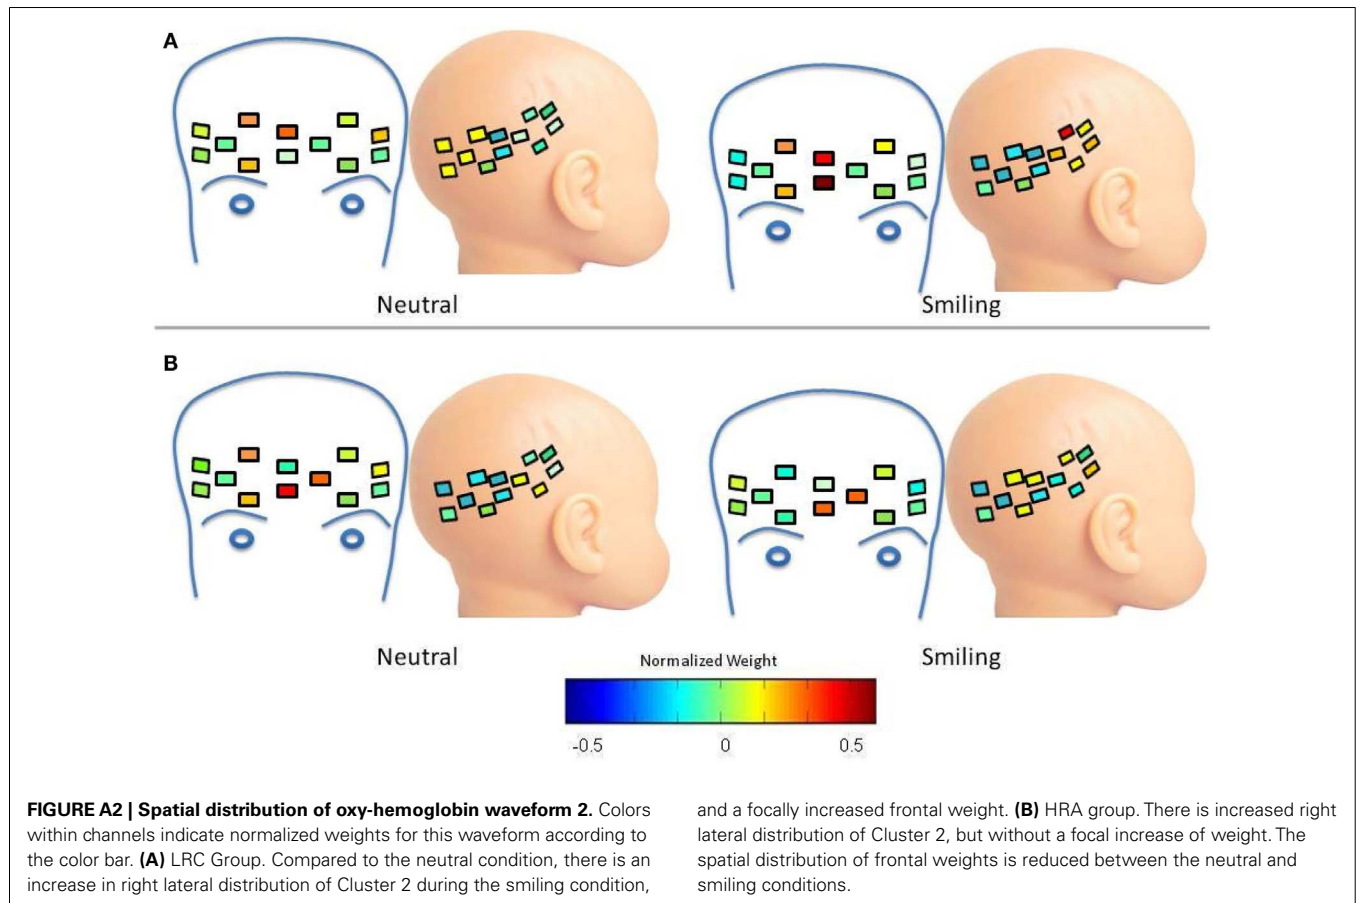 A
Neutral
Smiling
B
Neutral
Smiling
Normalized Weight
-0.5
0
0.5
FIGURE A2 | Spatial distribution of oxy-hemoglobin waveform 2. Colors
within channels indicate normalized weights for this waveform according to
the color bar. (A) LRC Group. Compared to the neutral condition, there is an
increase in right lateral distribution of Cluster 2 during the smiling condition,
and a focally increased frontal weight. (B) HRA group. There is increased right
lateral distribution of Cluster 2, but without a focal increase of weight. The
spatial distribution of frontal weights is reduced between the neutral and
smiling conditions.